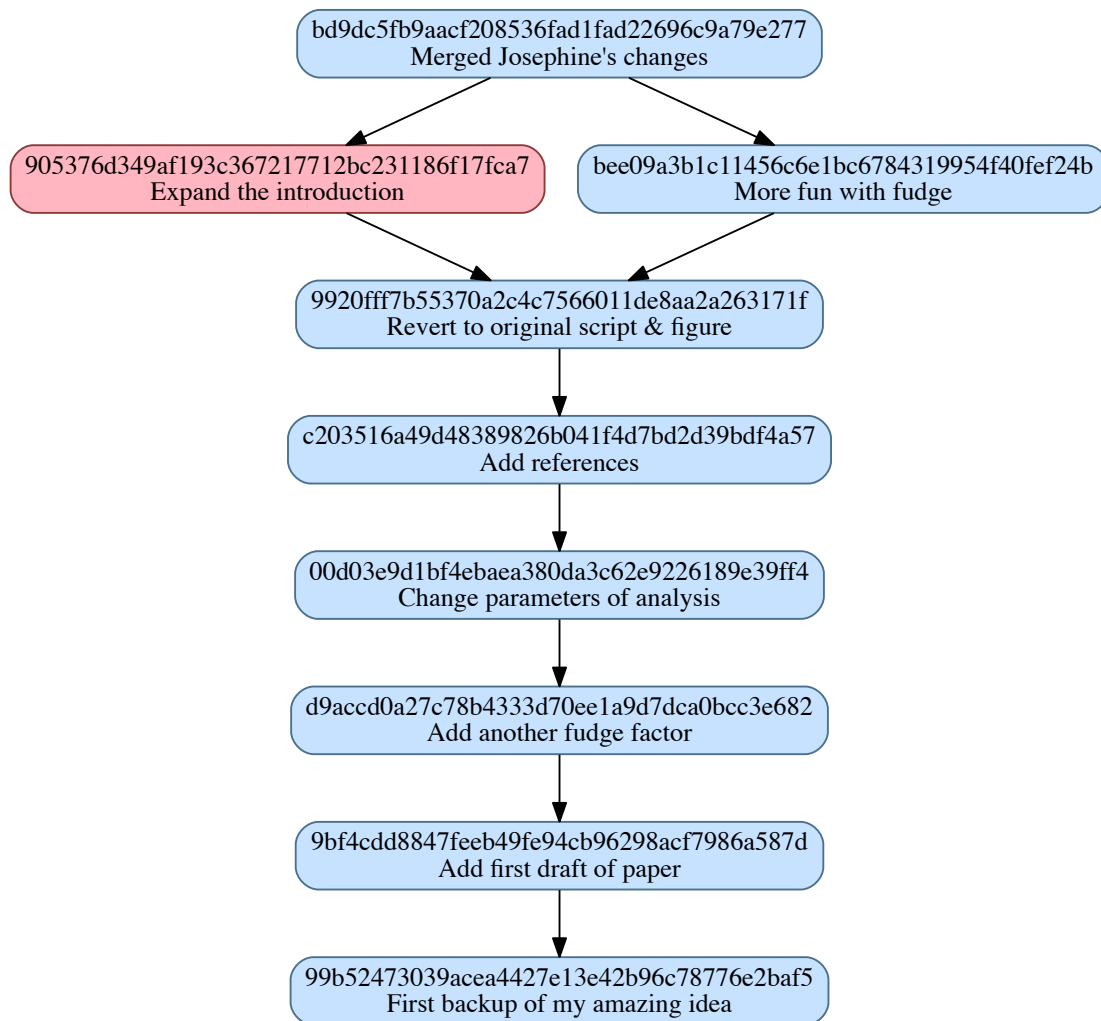 bd9dc5fb9aacf208536fad1fad22696c9a79e277
Merged Josephine's changes
905376d349af193c367217712bc231186f17fca7
Expand the introduction
bee09a3b1c11456c6e1bc6784319954f40fef24b
More fun with fudge
9920fff7b55370a2c4c7566011de8aa2a263171f
Revert to original script & figure
c203516a49d48389826b041f4d7bd2d39bdf4a57
Add references
00d03e9d1bf4ebaea380da3c62e9226189e39ff4
Change parameters of analysis
d9accd0a27c78b4333d70ee1a9d7dca0bcc3e682
Add another fudge factor
9bf4cdd8847feeb49fe94cb96298acf7986a587d
Add first draft of paper
99b52473039acea4427e13e42b96c78776e2baf5
First backup of my amazing idea